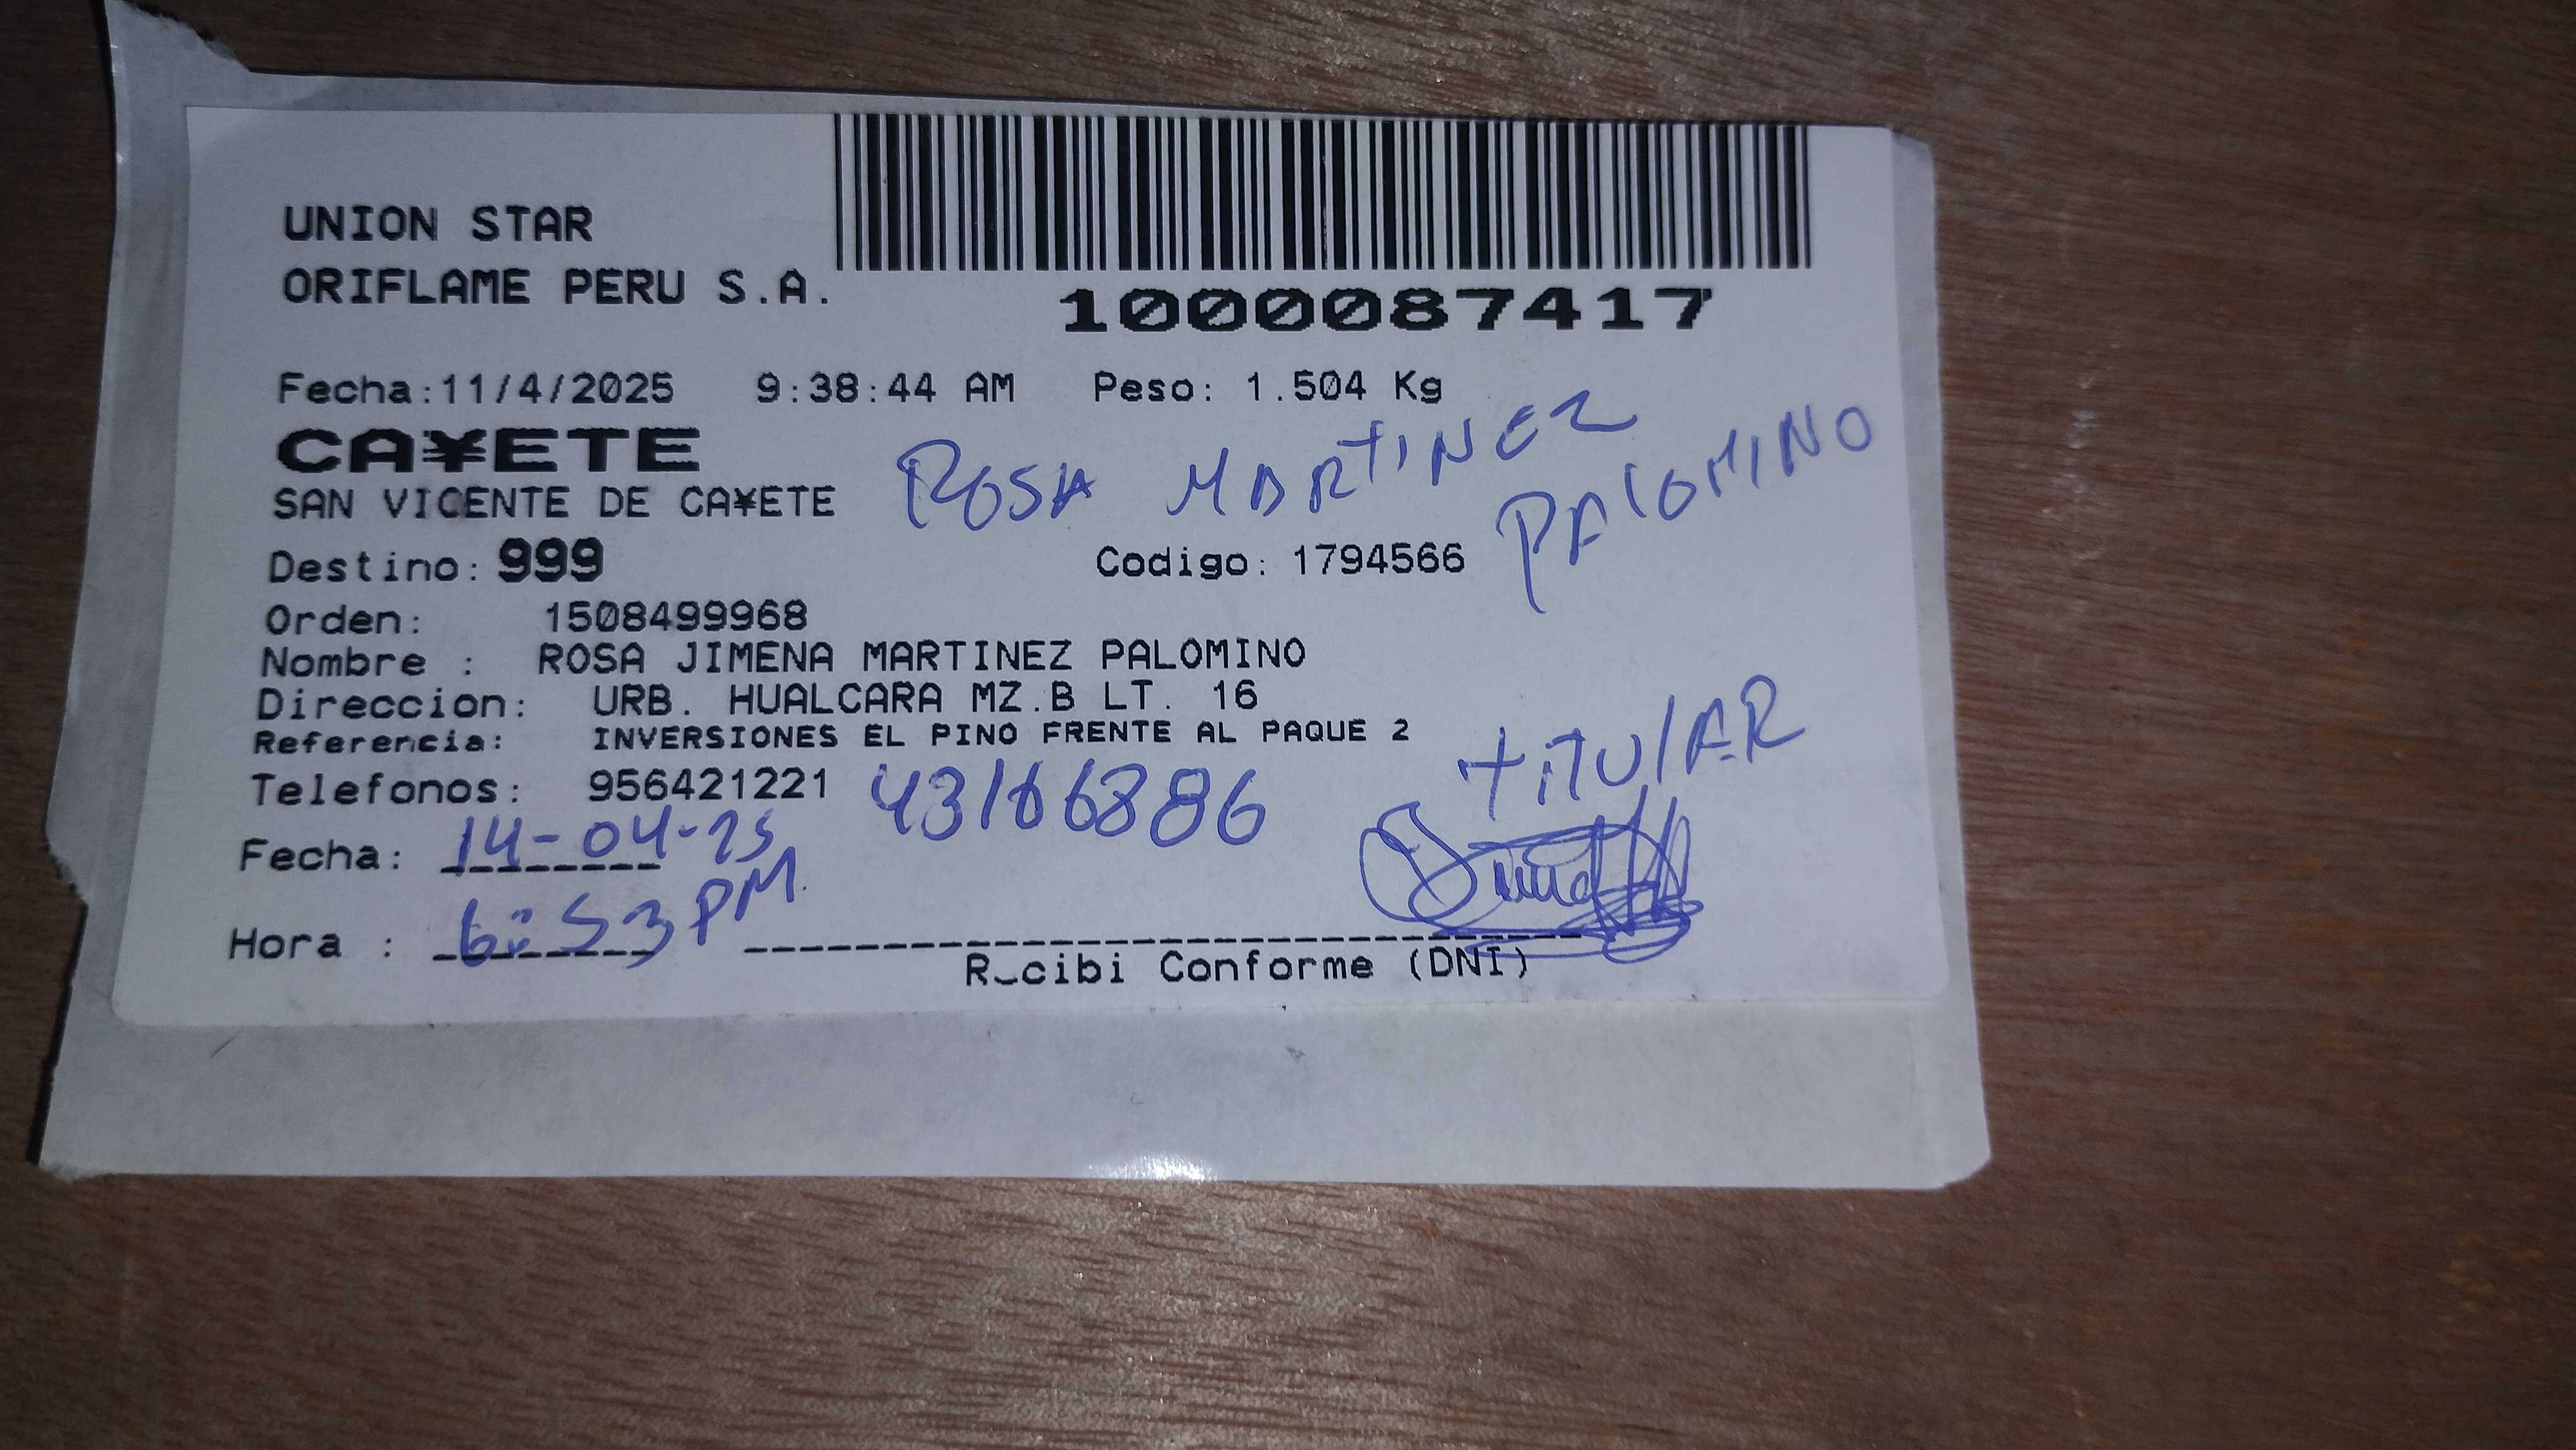 UNION STAR
ORIFLAME PERU S.A.
1000087417
Fecha:11/4/2025 9:38:44 AM Peso: 1.504 Kg
CA¥ETE
SAN VICENTE DE CA¥ETE
ROSA MARTINEZ
PALOMINO
Destino: 999 Codigo: 1794566
Orden: 1508499968
Nombre : ROSA JIMENA MARTINEZ PALOMINO
Direccion: URB. HUALCARA MZ.B LT. 16
Referencia: INVERSIONES EL PINO FRENTE AL PAQUE 2
TITULAR
Telefonos: 956421221 43166886
Fecha: 14-04-25
Hora : 6:53 PM
Recibi Conforme (DNI)